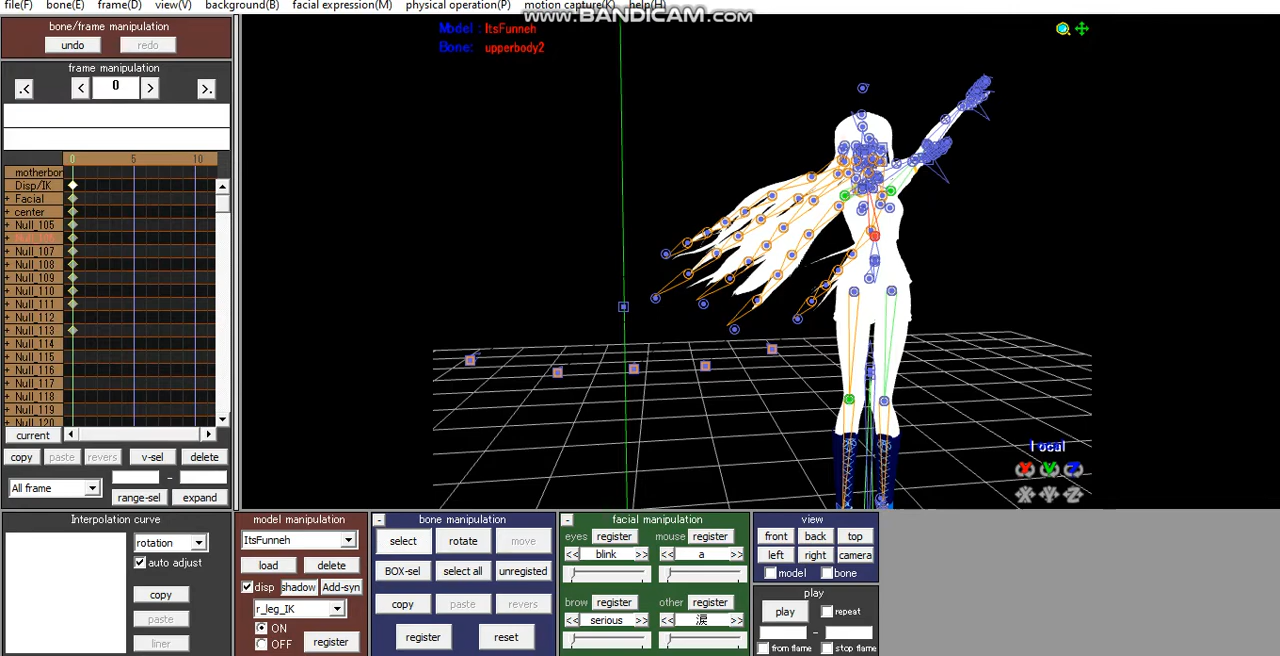 file(F) bone(E) frame(D) view(V) background(B) facial expression(M) physical operation(P) motion capture(K) help(H)
www.BANDICAM.com
bone/frame manipulation
undo redo
frame manipulation
.< < 0 > >.
0 5 10
motherbor
Disp/IK
+ Facial
+ center
+ Null_105
+ Null_107
+ Null_108
+ Null_109
+ Null_110
+ Null_111
+ Null_112
+ Null_113
+ Null_114
+ Null_115
+ Null_116
+ Null_117
+ Null_118
+ Null_119
+ Null_120
current
copy paste revers v-sel delete
All frame - range-sel expand
Model : ItsFunneh
Bone: upperbody2
Local
X Y Z
X Y Z
Interpolation curve
rotation
auto adjust
copy
paste
liner
model manipulation
ItsFunneh
load delete
disp shadow Add-syn
r_leg_IK
ON
OFF register
- bone manipulation
select rotate move
BOX-sel select all unregisted
copy paste revers
register reset
- facial manipulation
eyes register mouse register
<< blink >> << a >>
brow register other register
<< serious >> << 涙 >>
view
front back top
left right camera
model bone
play
play repeat
-
from flame stop flame